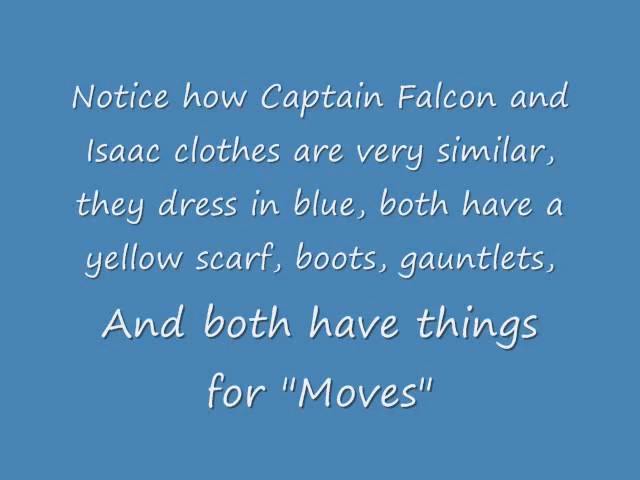 Notice how Captain Falcon and
Isaac clothes are very similar,
they dress in blue, both have a
yellow scarf, boots, gauntlets,
And both have things
for "Moves"